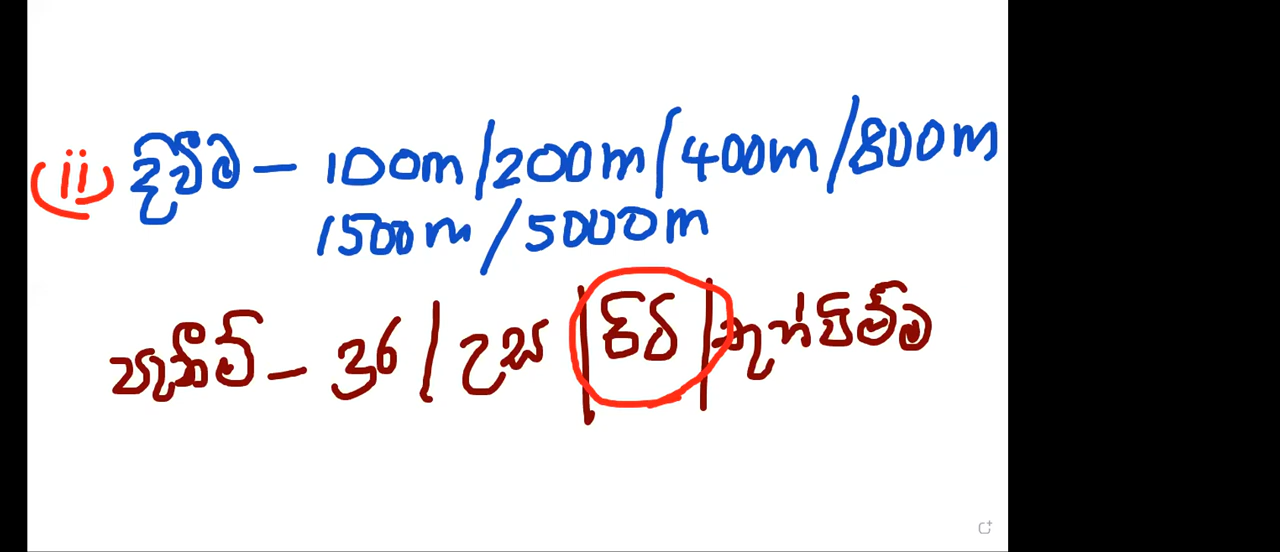 (ii) දිවීම - 100m/200m/400m/800m
1500m/5000m
පැනීම් - දුර/උස/රිටි/තුන්පිම්ම